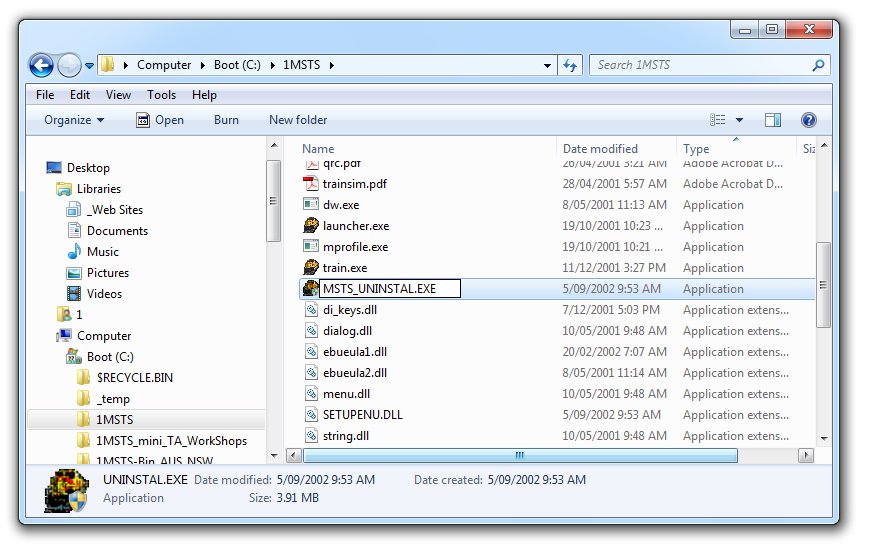 Computer Boot (C:) 1MSTS Search 1MSTS
File Edit View Tools Help
Organize Open Burn New folder
Name Date modified Type Siz
Desktop
Libraries
_Web Sites
Documents
Music
Pictures
Videos
1
Computer
Boot (C:)
$RECYCLE.BIN
_temp
1MSTS
1MSTS_mini_TA_WorkShops
1MSTS-Bin_AUS_NSW
qrc.pdf 26/04/2001 3:21 AM Adobe Acrobat D...
trainsim.pdf 28/04/2001 5:57 AM Adobe Acrobat D...
dw.exe 8/05/2001 11:13 AM Application
launcher.exe 19/10/2001 10:23 ... Application
mprofile.exe 19/10/2001 10:21 ... Application
train.exe 11/12/2001 3:27 PM Application
MSTS_UNINSTAL.EXE 5/09/2002 9:53 AM Application
di_keys.dll 7/12/2001 5:03 PM Application extens...
dialog.dll 10/05/2001 9:48 AM Application extens...
ebueula1.dll 20/02/2002 7:07 AM Application extens...
ebueula2.dll 8/05/2001 11:14 AM Application extens...
menu.dll 10/05/2001 9:48 AM Application extens...
SETUPENU.DLL 5/09/2002 9:53 AM Application extens...
string.dll 10/05/2001 9:48 AM Application extens...
UNINSTAL.EXE Date modified: 5/09/2002 9:53 AM Date created: 5/09/2002 9:53 AM
Application Size: 3.91 MB